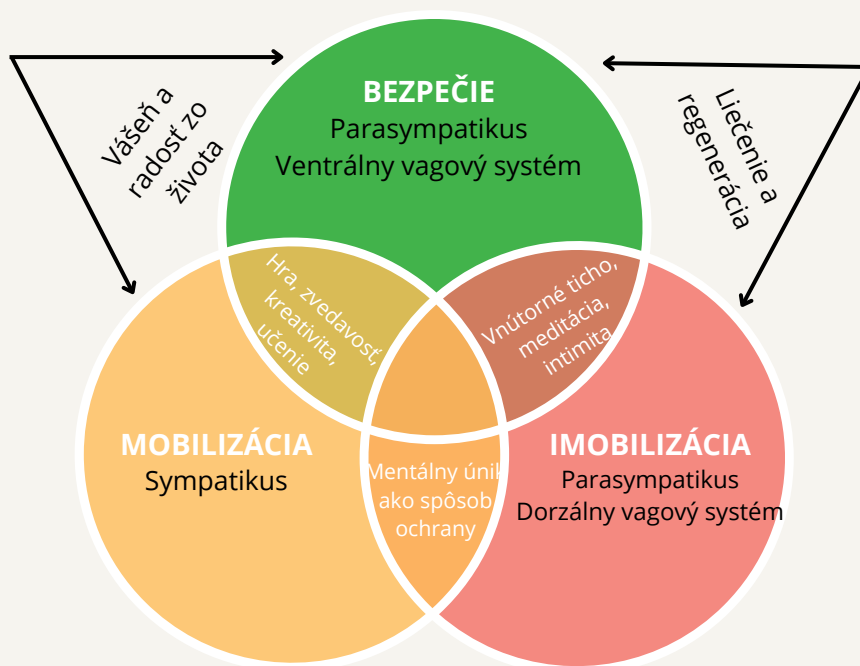 BEZPEČIE
Parasympatikus
Ventrálny vagový systém
Vášeň a
radosť zo
života
Liečenie a
regenerácia
Hra, zvedavosť,
kreativita,
učenie
Vnútorné ticho,
meditácia,
intimita
MOBILIZÁCIA
Sympatikus
Mentálny únik
ako spôsob
ochrany
IMOBILIZÁCIA
Parasympatikus
Dorzálny vagový systém